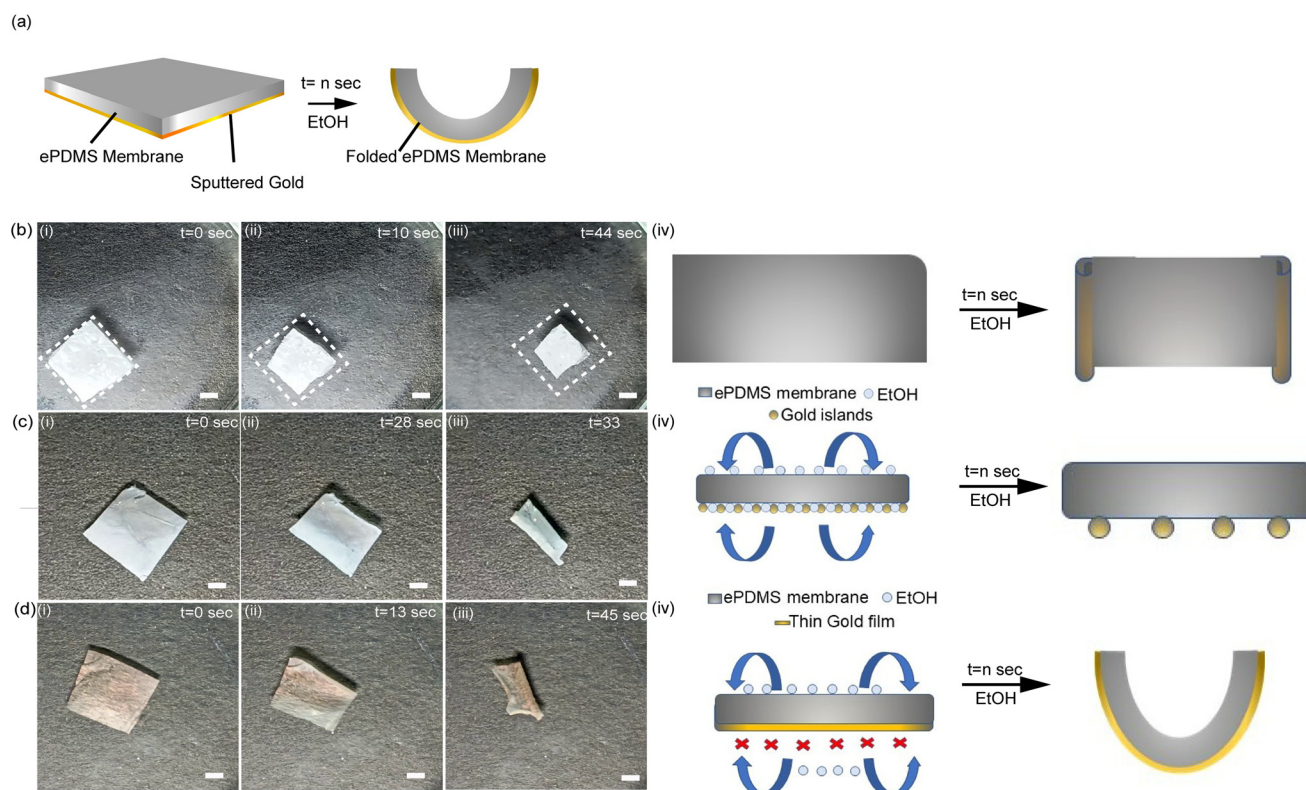 (a)
t= n sec
EtOH
ePDMS Membrane
Sputtered Gold
Folded ePDMS Membrane
(b)
(i)
t=0 sec
(ii)
t=10 sec
(iii)
t=44 sec
(iv)
t=n sec
EtOH
ePDMS membrane
EtOH
Gold islands
(c)
(i)
t=0 sec
(ii)
t=28 sec
(iii)
t=33
(iv)
t=n sec
EtOH
(d)
(i)
t=0 sec
(ii)
t=13 sec
(iii)
t=45 sec
(iv)
ePDMS membrane
EtOH
Thin Gold film
t=n sec
EtOH